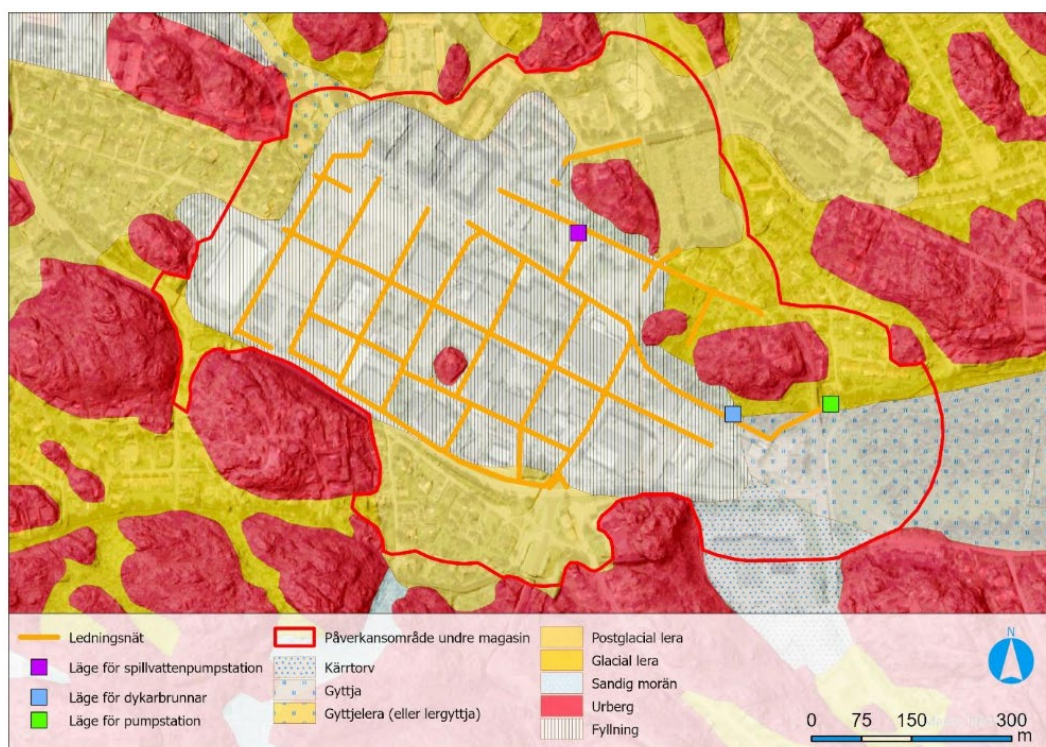 Ledningsnät
Läge för spillvattenpumpstation
Läge för dykarbrunnar
Läge för pumpstation
Påverkansområde undre magasin
Kärrtorv
Gyttja
Gyttjelera (eller lergyttja)
Postglacial lera
Glacial lera
Sandig morän
Urberg
Fyllning
N
0 75 150 300
m